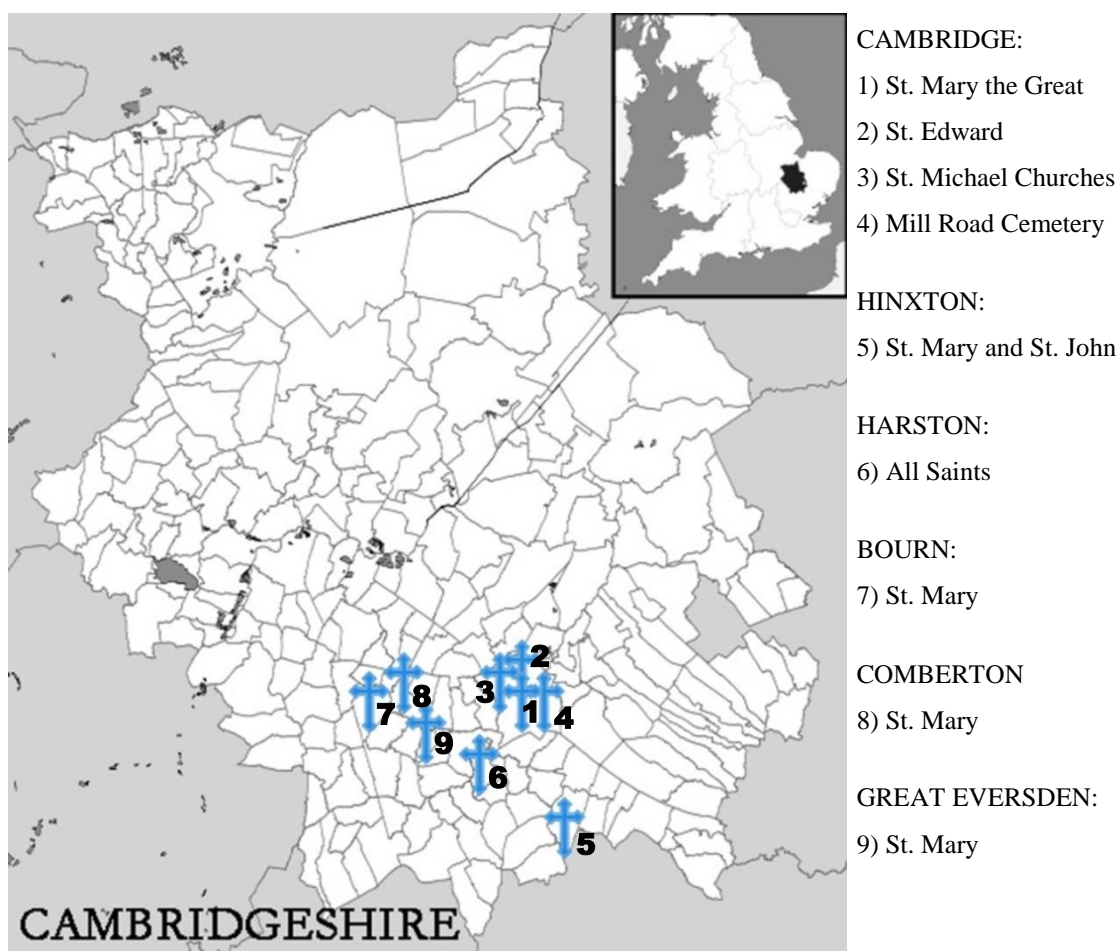 CAMBRIDGE:
1) St. Mary the Great
2) St. Edward
3) St. Michael Churches
4) Mill Road Cemetery
HINXTON:
5) St. Mary and St. John
HARSTON:
6) All Saints
BOURN:
7) St. Mary
COMBERTON
8) St. Mary
GREAT EVERSDEN:
9) St. Mary
2
3
8
7
1
4
9
6
5
CAMBRIDGESHIRE